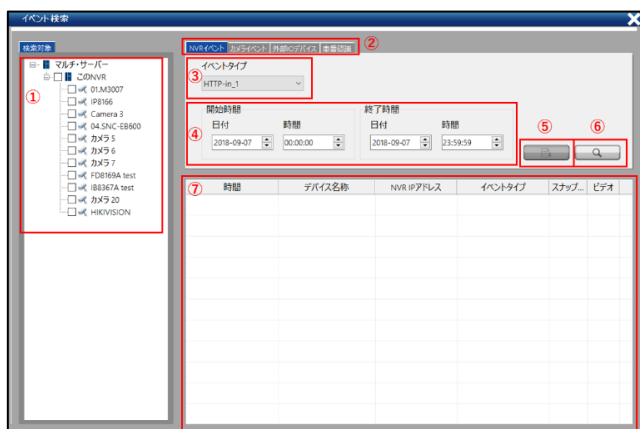 イベント検索
検索対象
マルチ・サーバー
このNVR
01.M3007
IP8166
Camera 3
04.SNC-EB600
カメラ 5
カメラ 6
カメラ 7
FD8169A test
IB8367A test
カメラ 20
HIKIVISION
①
NVRイベント カメライベント 外部IOデバイス 車番認識 ②
イベントタイプ
③ HTTP-in_1
開始時間 終了時間
④ 日付 時間 日付 時間 ⑤ ⑥
2018-09-07 00:00:00 2018-09-07 23:59:59
⑦ 時間 デバイス名称 NVR IPアドレス イベントタイプ スナップ... ビデオ